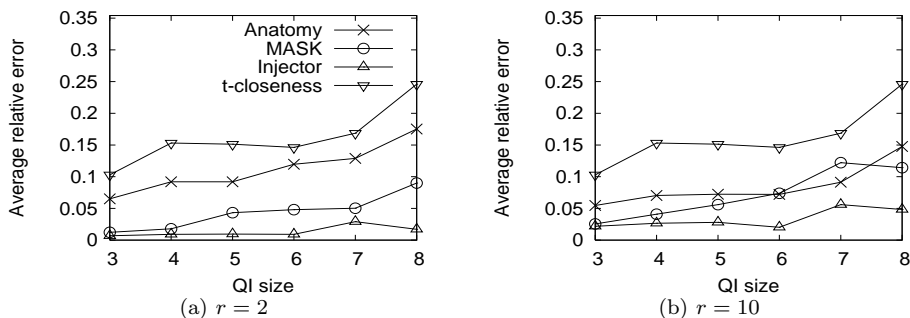 0.35
0.3
0.25
0.2
0.15
0.1
0.05
0
Average relative error
3 4 5 6 7 8
QI size
Anatomy
MASK
Injector
t-closeness
(a) r = 2
0.35
0.3
0.25
0.2
0.15
0.1
0.05
0
Average relative error
3 4 5 6 7 8
QI size
(b) r = 10